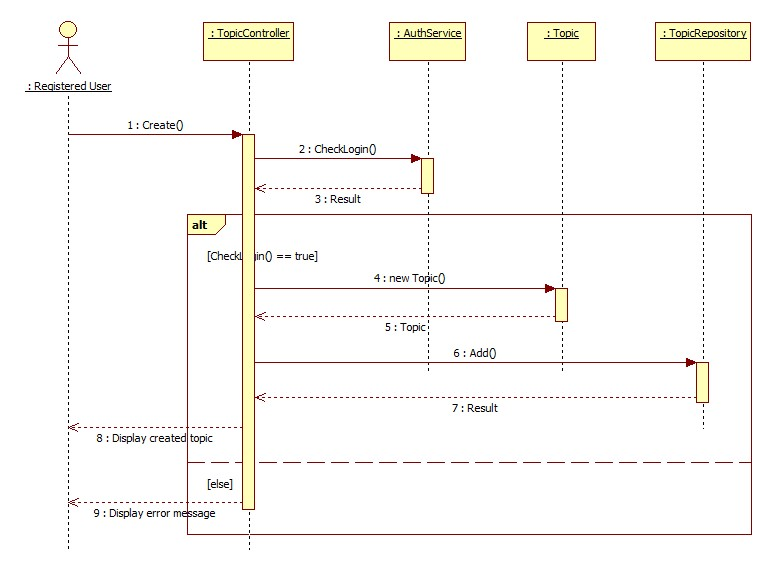 : TopicController
: AuthService
: Topic
: TopicRepository
: Registered User
1 : Create()
2 : CheckLogin()
3 : Result
alt
[CheckLogin() == true]
4 : new Topic()
5 : Topic
6 : Add()
7 : Result
8 : Display created topic
[else]
9 : Display error message